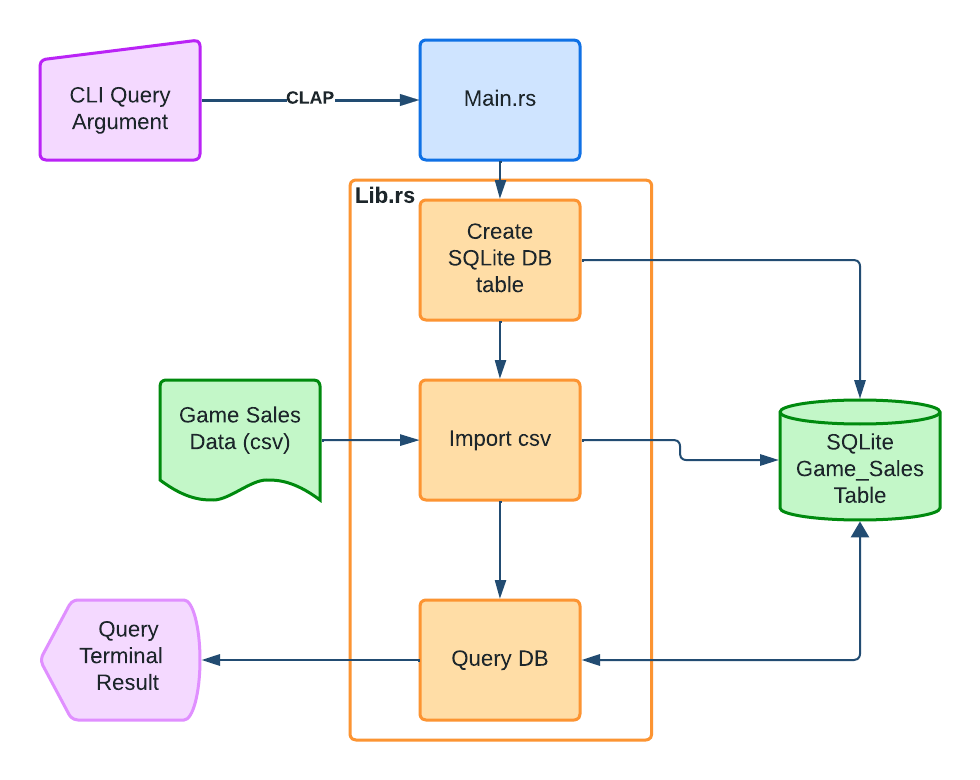 CLI Query
Argument
CLAP
Main.rs
Lib.rs
Create
SQLite DB
table
Game Sales
Data (csv)
Import csv
SQLite
Game_Sales
Table
Query
Terminal
Result
Query DB